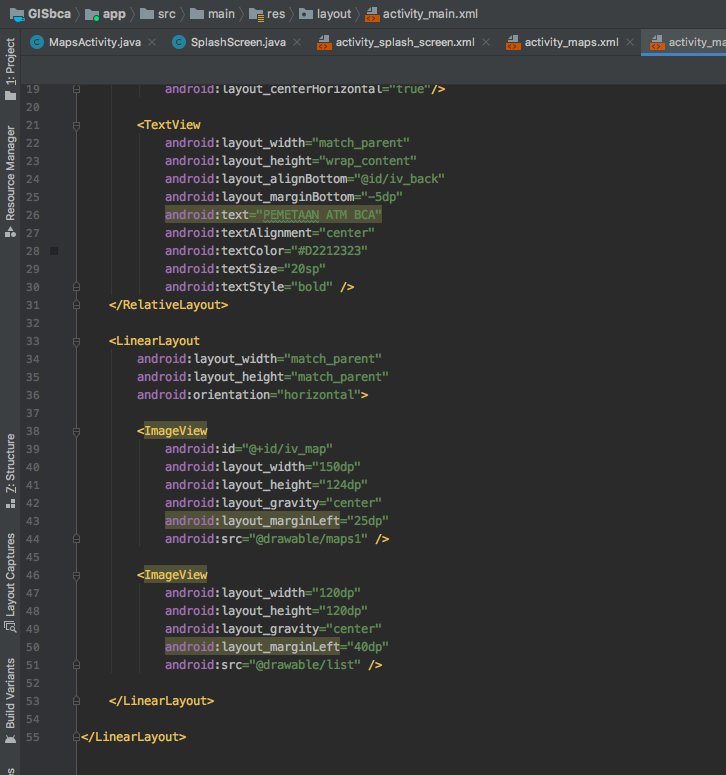 GISbca app src main res layout activity_main.xml
MapsActivity.java SplashScreen.java activity_splash_screen.xml activity_maps.xml activity_ma
1: Project
Resource Manager
Z: Structure
Layout Captures
Build Variants
19 android:layout_centerHorizontal="true"/>
20
21 <TextView
22 android:layout_width="match_parent"
23 android:layout_height="wrap_content"
24 android:layout_alignBottom="@id/iv_back"
25 android:layout_marginBottom="-5dp"
26 android:text="PEMETAAN ATM BCA"
27 android:textAlignment="center"
28 android:textColor="#D2212323"
29 android:textSize="20sp"
30 android:textStyle="bold" />
31 </RelativeLayout>
32
33 <LinearLayout
34 android:layout_width="match_parent"
35 android:layout_height="match_parent"
36 android:orientation="horizontal">
37
38 <ImageView
39 android:id="@+id/iv_map"
40 android:layout_width="150dp"
41 android:layout_height="124dp"
42 android:layout_gravity="center"
43 android:layout_marginLeft="25dp"
44 android:src="@drawable/maps1" />
45
46 <ImageView
47 android:layout_width="120dp"
48 android:layout_height="120dp"
49 android:layout_gravity="center"
50 android:layout_marginLeft="40dp"
51 android:src="@drawable/list" />
52
53 </LinearLayout>
54
55 </LinearLayout>